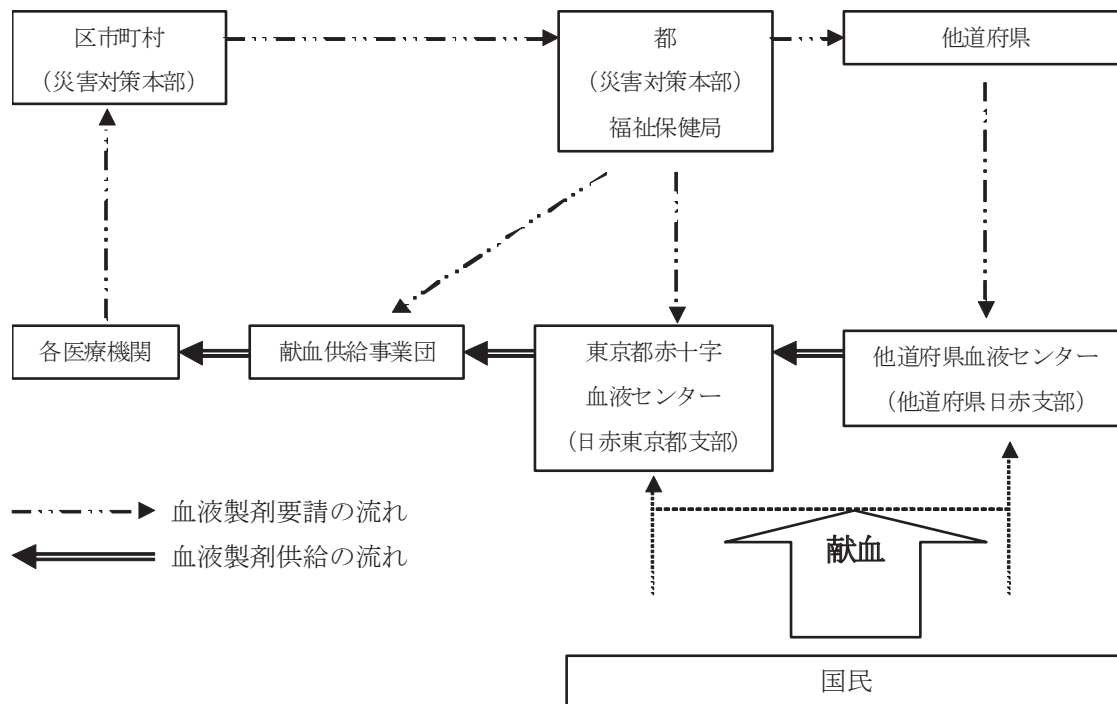 区市町村
（災害対策本部）
都
（災害対策本部）
福祉保健局
他道府県
各医療機関
献血供給事業団
東京都赤十字
血液センター
（日赤東京都支部）
他道府県血液センター
（他道府県日赤支部）
血液製剤要請の流れ
血液製剤供給の流れ
献血
国民